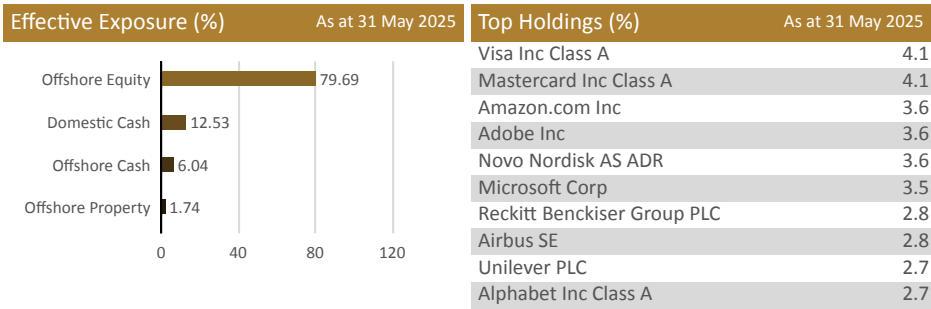 Effective Exposure (%) As at 31 May 2025
Offshore Equity 79.69
Domestic Cash 12.53
Offshore Cash 6.04
Offshore Property 1.74
0 40 80 120
Top Holdings (%) As at 31 May 2025
Visa Inc Class A 4.1
Mastercard Inc Class A 4.1
Amazon.com Inc 3.6
Adobe Inc 3.6
Novo Nordisk AS ADR 3.6
Microsoft Corp 3.5
Reckitt Benckiser Group PLC 2.8
Airbus SE 2.8
Unilever PLC 2.7
Alphabet Inc Class A 2.7